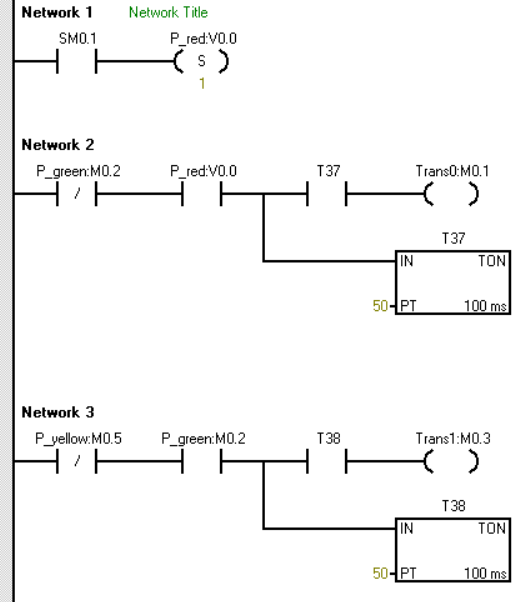 Network 1 Network Title
SM0.1 P_red:V0.0
S
1
Network 2
P_green:M0.2 P_red:V0.0 T37 Trans0:M0.1
/
T37
IN TON
50 PT 100 ms
Network 3
P_yellow:M0.5 P_green:M0.2 T38 Trans1:M0.3
/
T38
IN TON
50 PT 100 ms